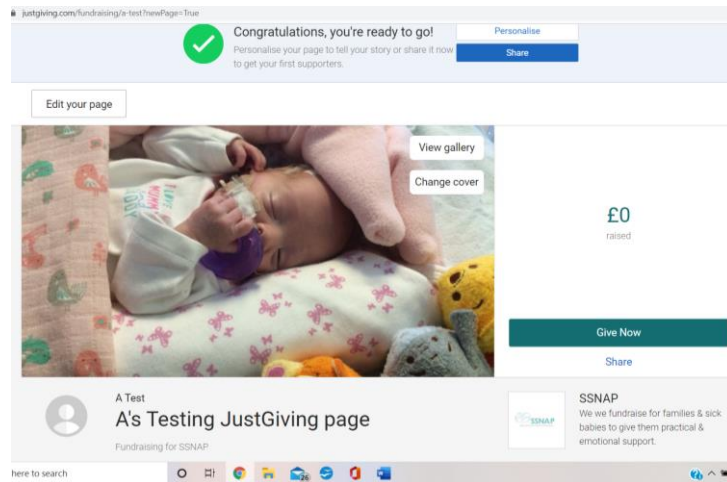 justgiving.com/fundraising/a-test?newPage=True
Congratulations, you're ready to go!
Personalise your page to tell your story or share it now
to get your first supporters.
Personalise
Share
Edit your page
View gallery
Change cover
£0
raised
Give Now
Share
A Test
A's Testing JustGiving page
Fundraising for SSNAP
SSNAP
SSNAP
We we fundraise for families & sick
babies to give them practical &
emotional support.
here to search
26